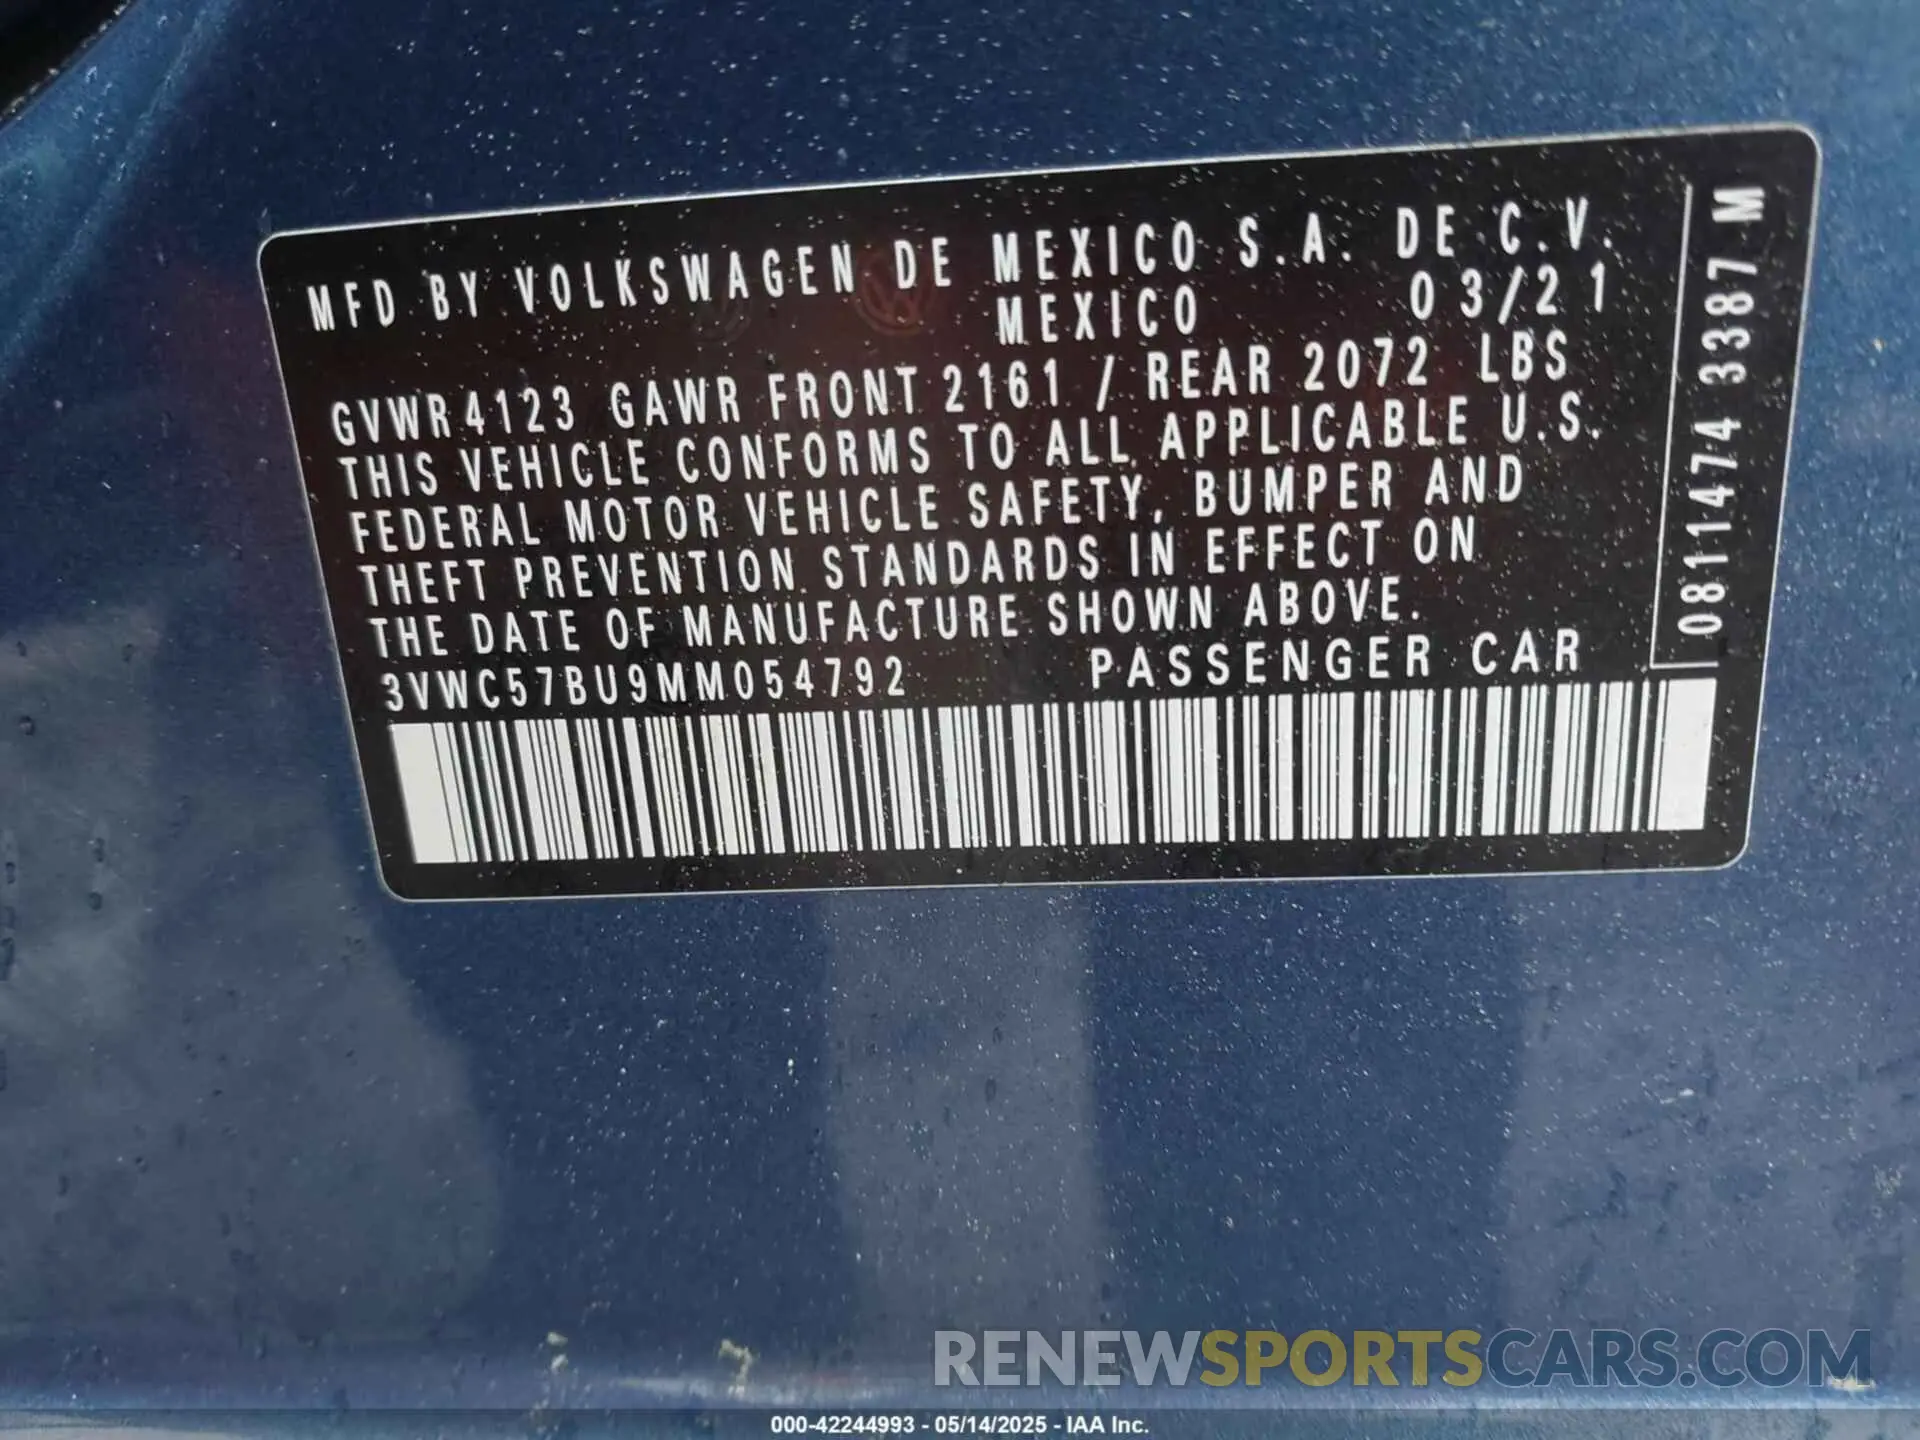 MFD BY VOLKSWAGEN DE MEXICO S.A. DE C.V.
MEXICO 03/21
GVWR 4123 GAWR FRONT 2161 / REAR 2072 LBS
THIS VEHICLE CONFORMS TO ALL APPLICABLE U.S.
FEDERAL MOTOR VEHICLE SAFETY, BUMPER AND
THEFT PREVENTION STANDARDS IN EFFECT ON
THE DATE OF MANUFACTURE SHOWN ABOVE.
3VWC57BU9MM054792 PASSENGER CAR
0811474 3387 M
RENEWSPORTSCARS.COM
000-42244993 - 05/14/2025 - IAA Inc.